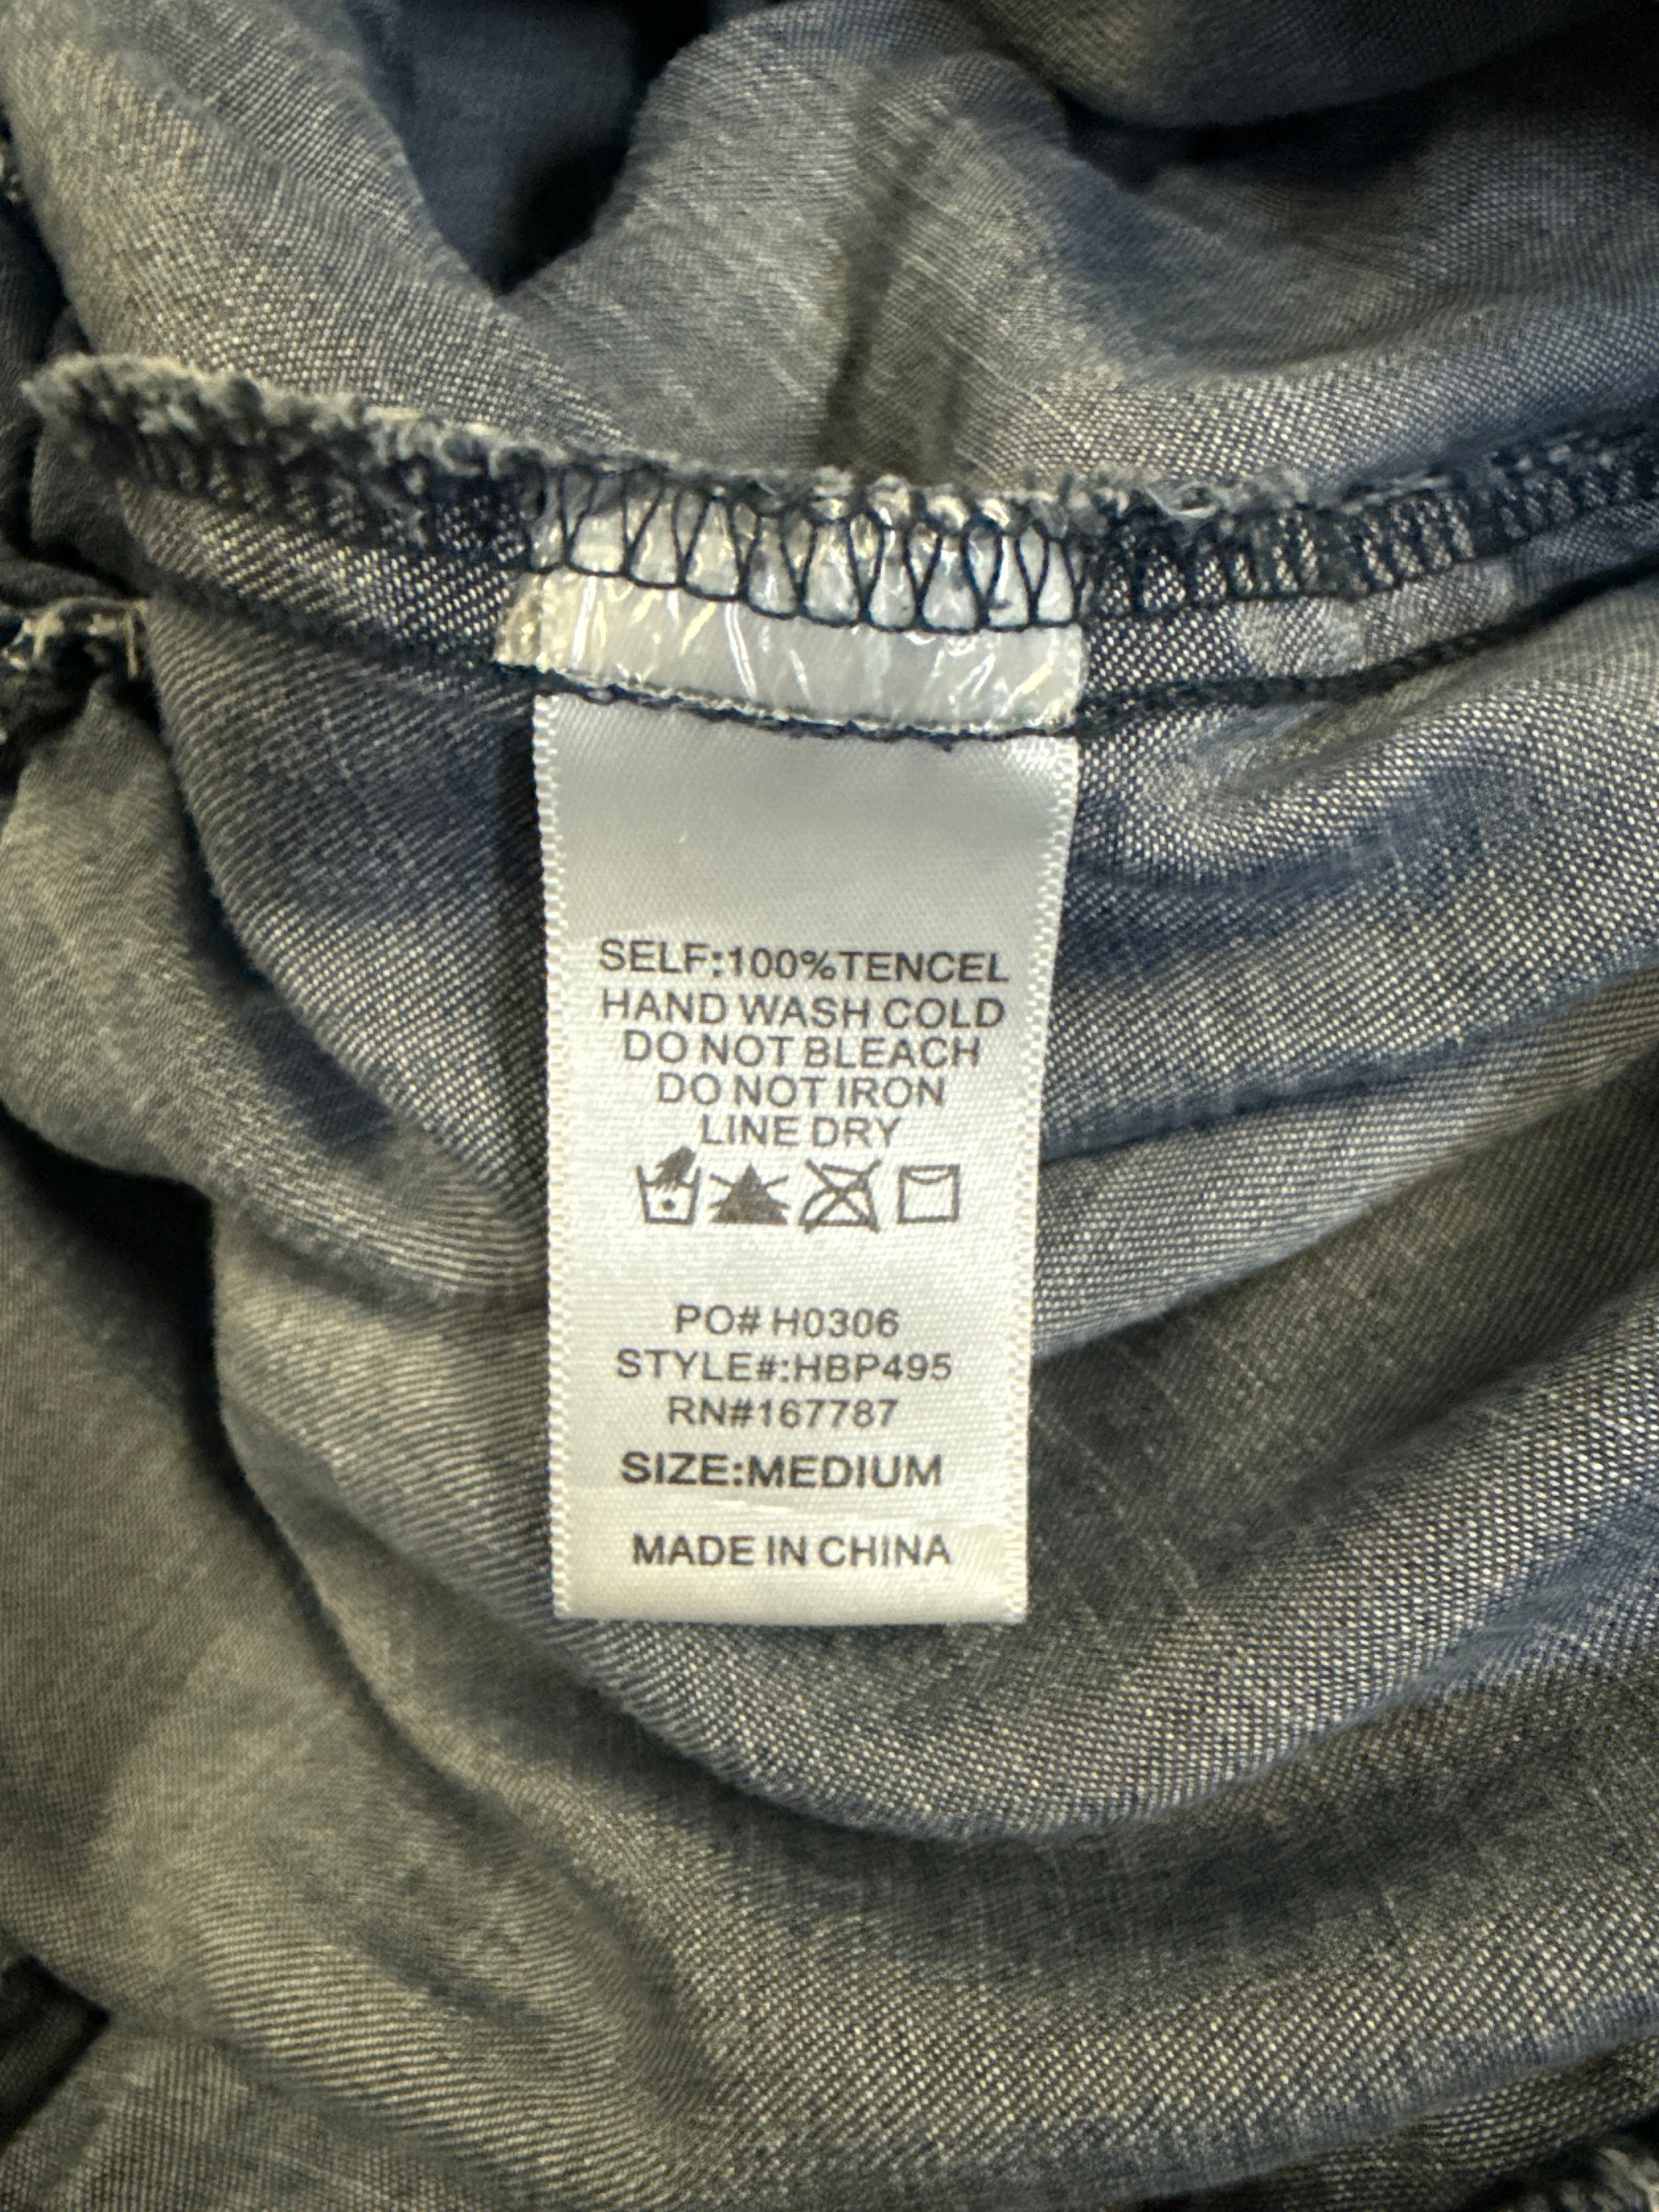 SELF:100%TENCEL
HAND WASH COLD
DO NOT BLEACH
DO NOT IRON
LINE DRY
PO# H0306
STYLE#:HBP495
RN#167787
SIZE:MEDIUM
MADE IN CHINA